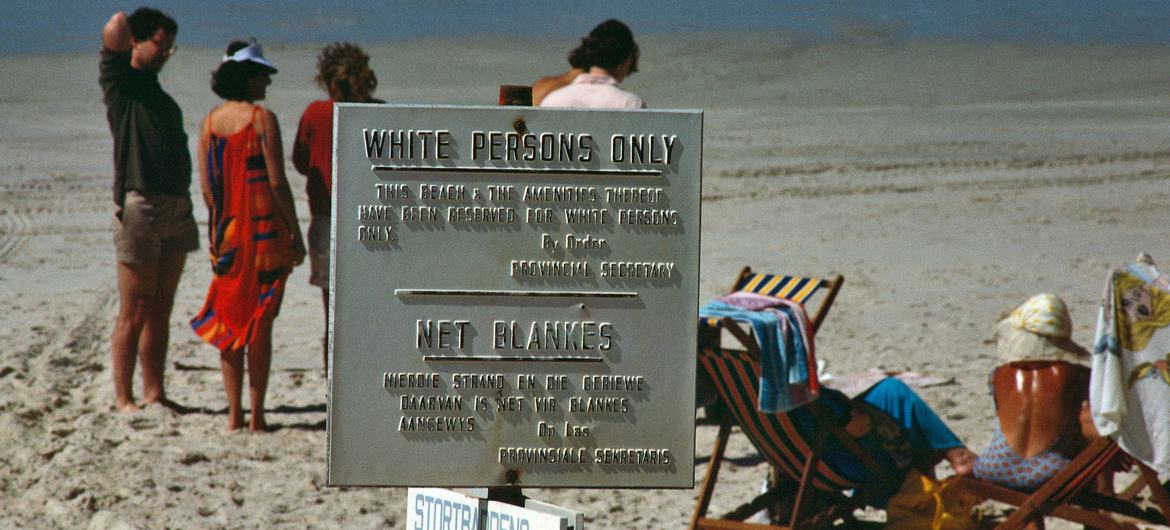 WHITE PERSONS ONLY
THIS BEACH & THE AMENITIES THEREOF
HAVE BEEN RESERVED FOR WHITE PERSONS
ONLY.
By Order
PROVINCIAL SECRETARY
NET BLANKES
HIERDIE STRAND EN DIE GERIEWE
DAARVAN IS NET VIR BLANKES
AANGEWYS
Op Las
PROVINSIALE SEKRETARIS